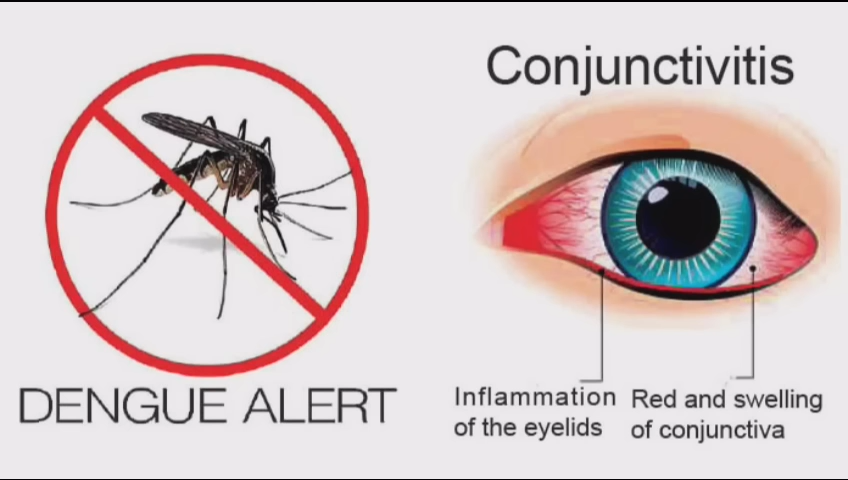 DENGUE ALERT
Conjunctivitis
Inflammation
of the eyelids
Red and swelling
of conjunctiva